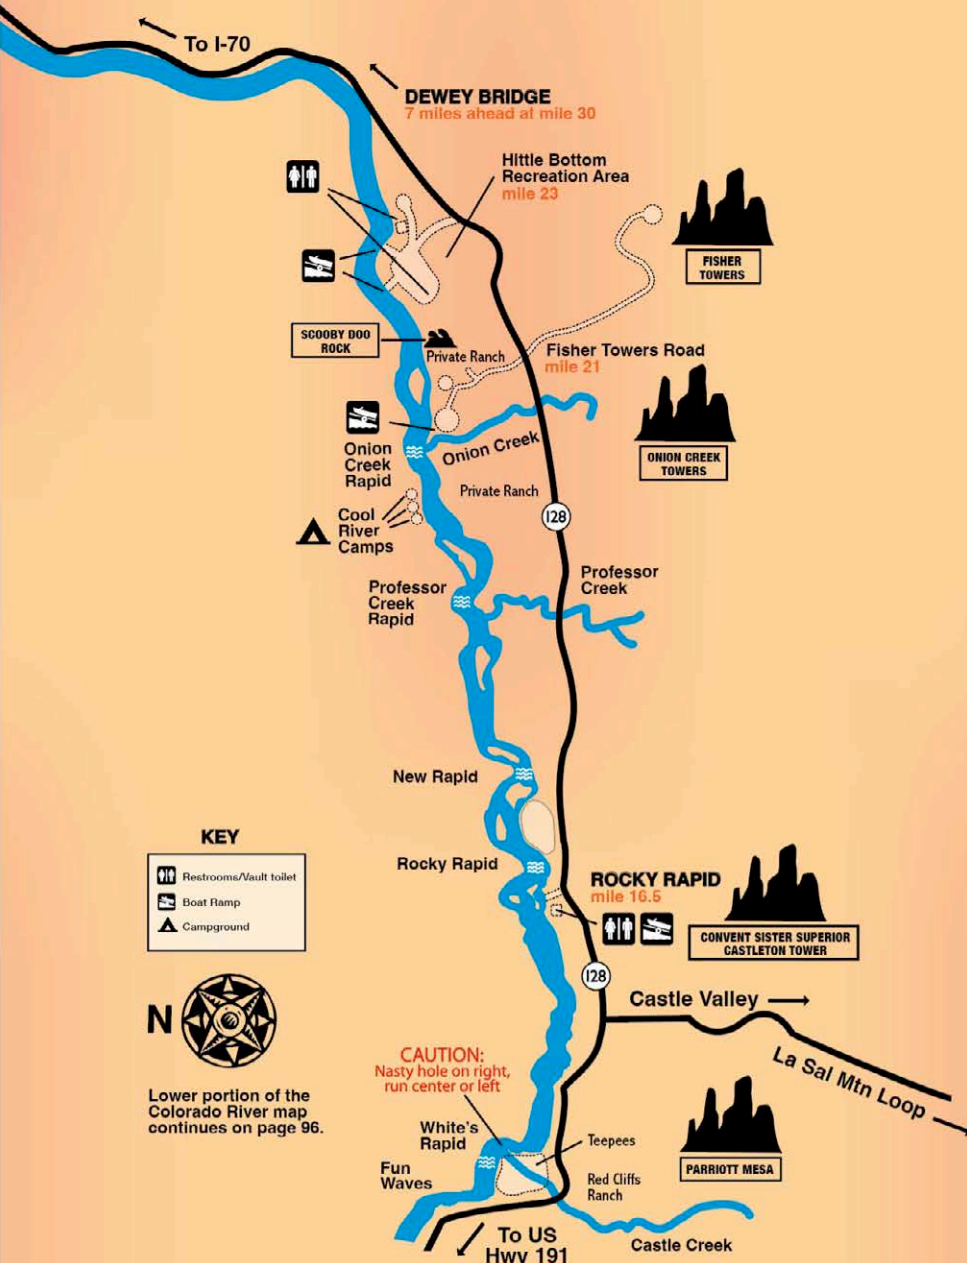 To I-70
DEWEY BRIDGE
7 miles ahead at mile 30
Hittle Bottom
Recreation Area
mile 23
FISHER
TOWERS
SCOOBY DOO
ROCK
Private Ranch
Fisher Towers Road
mile 21
Onion
Creek
Rapid
Onion Creek
ONION CREEK
TOWERS
Private Ranch
128
Cool
River
Camps
Professor
Creek
Professor
Creek
Rapid
New Rapid
KEY
Restrooms/Vault toilet
Boat Ramp
Campground
Rocky Rapid
ROCKY RAPID
mile 16.5
CONVENT SISTER SUPERIOR
CASTLETON TOWER
128
Castle Valley
La Sal Mtn Loop
N
Lower portion of the
Colorado River map
continues on page 96.
CAUTION:
Nasty hole on right,
run center or left
White's
Rapid
Teepees
PARRIOTT MESA
Fun
Waves
Red Cliffs
Ranch
To US
Hwy 191
Castle Creek